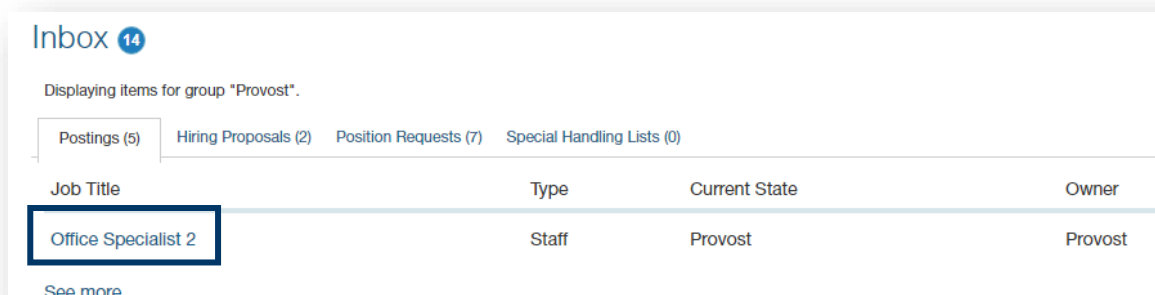 Inbox 14
Displaying items for group "Provost".
Postings (5) Hiring Proposals (2) Position Requests (7) Special Handling Lists (0)
Job Title Type Current State Owner
Office Specialist 2 Staff Provost Provost
See more